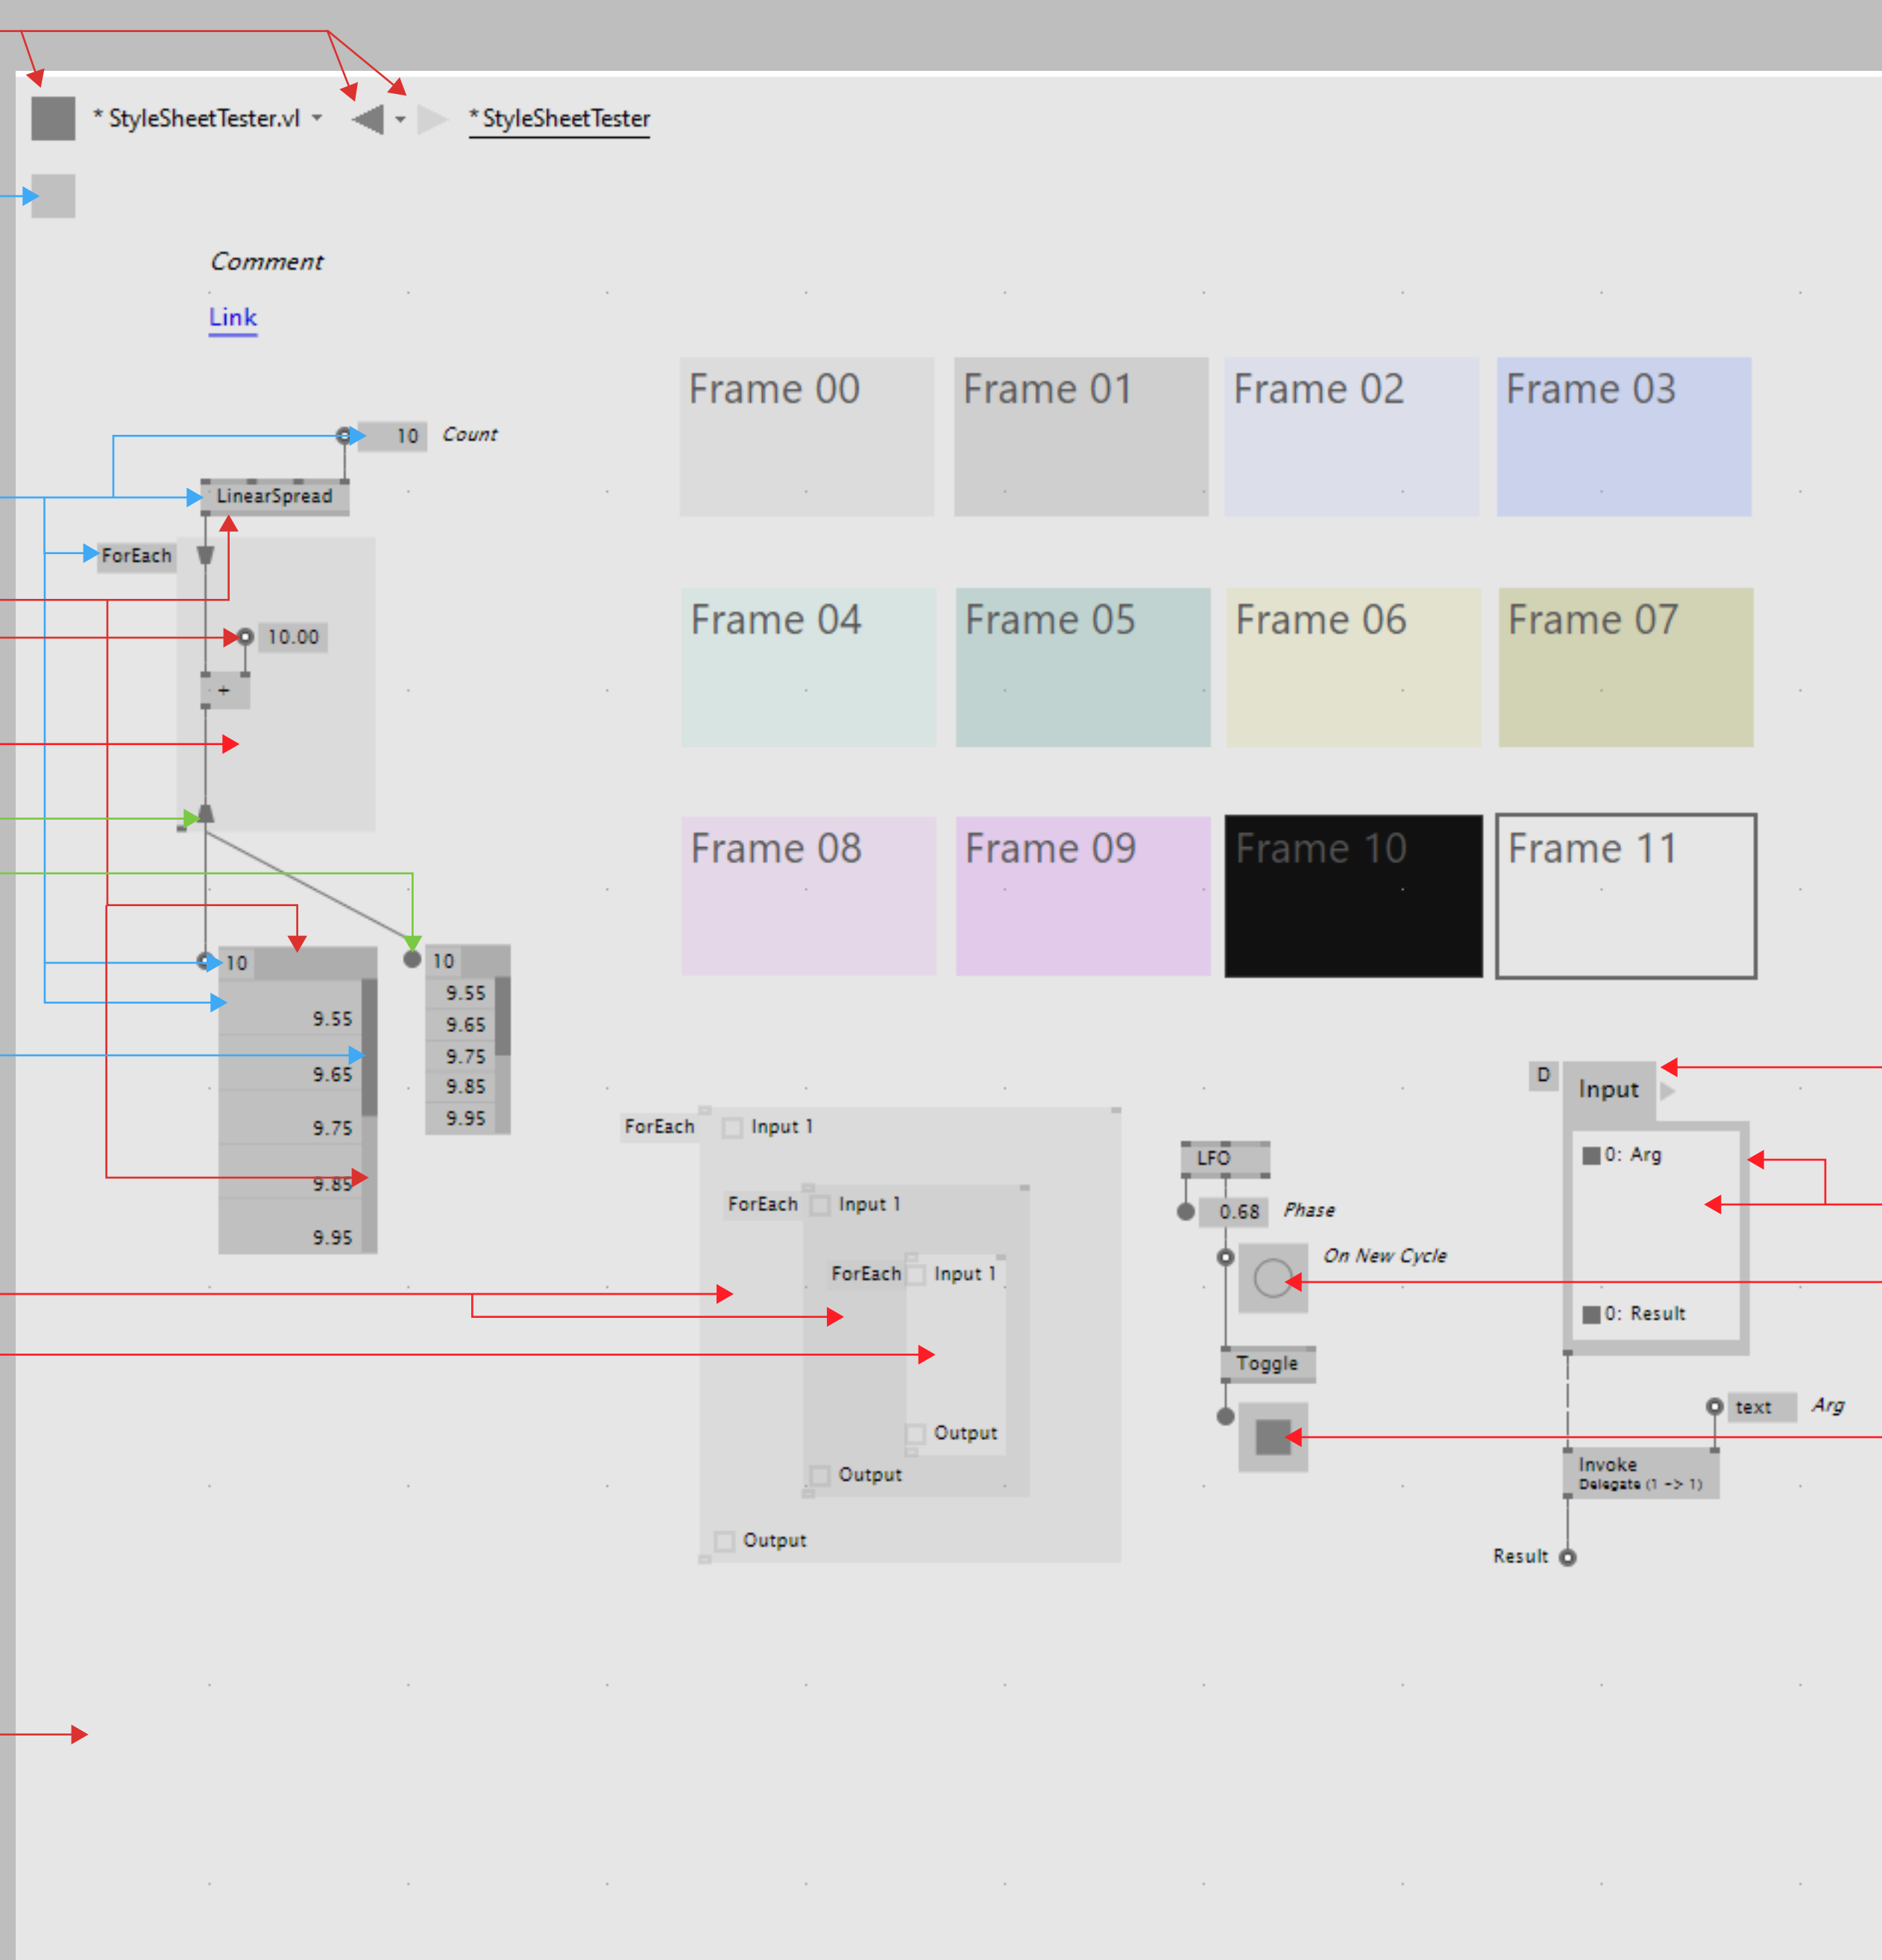 * StyleSheetTester.vl
* StyleSheetTester
Comment
Link
10 Count
LinearSpread
ForEach
10.00
+
10
9.55
9.65
9.75
9.85
9.95
10
9.55
9.65
9.75
9.85
9.95
Frame 00
Frame 01
Frame 02
Frame 03
Frame 04
Frame 05
Frame 06
Frame 07
Frame 08
Frame 09
Frame 10
Frame 11
ForEach
Input 1
ForEach
Input 1
ForEach
Input 1
Output
Output
Output
LFO
0.68 Phase
On New Cycle
Toggle
D
Input
0: Arg
0: Result
text Arg
Invoke
Delegate (1 -> 1)
Result